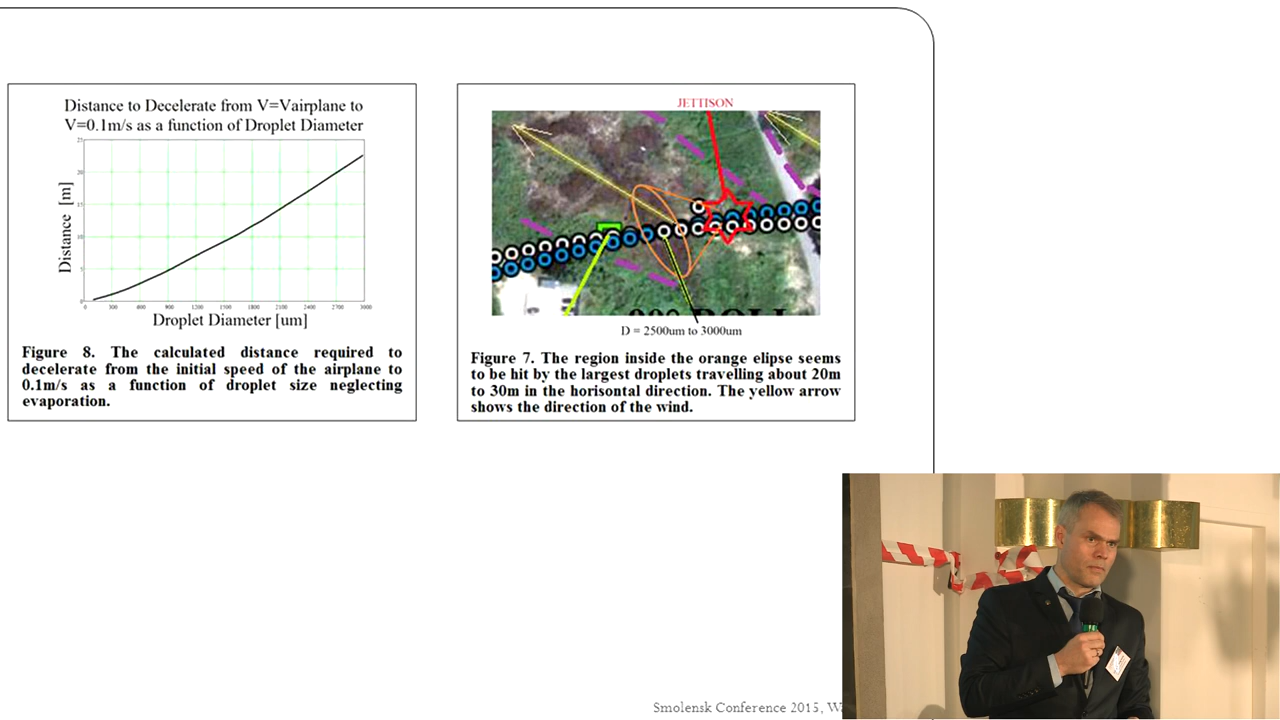 Distance to Decelerate from V=Vairplane to
V=0.1m/s as a function of Droplet Diameter
Distance [m]
25
20
15
10
5
0
0 300 600 900 1200 1500 1800 2100 2400 2700 3000
Droplet Diameter [um]
Figure 8. The calculated distance required to
decelerate from the initial speed of the airplane to
0.1m/s as a function of droplet size neglecting
evaporation.
JETTISON
D = 2500um to 3000um
Figure 7. The region inside the orange elipse seems
to be hit by the largest droplets travelling about 20m
to 30m in the horisontal direction. The yellow arrow
shows the direction of the wind.
Smolensk Conference 2015,